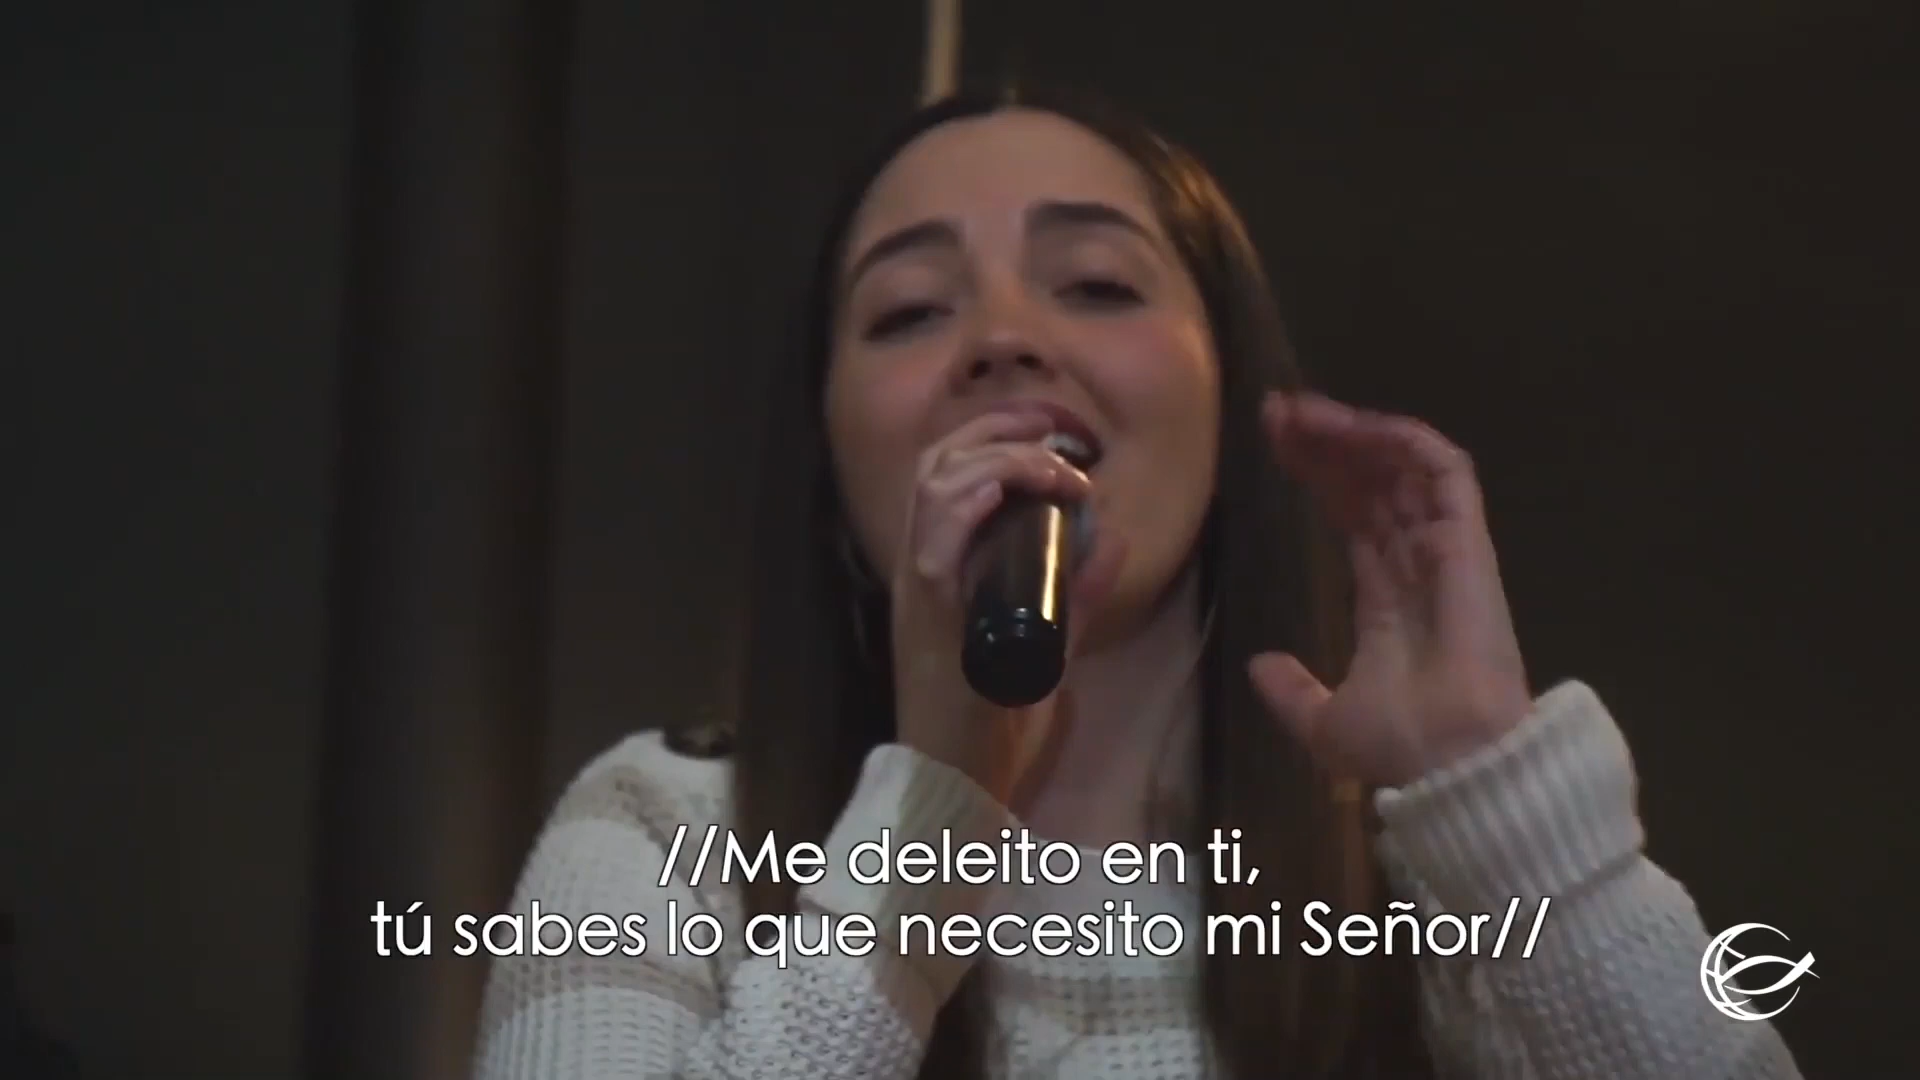 //Me deleito en ti,
tú sabes lo que necesito mi Señor//